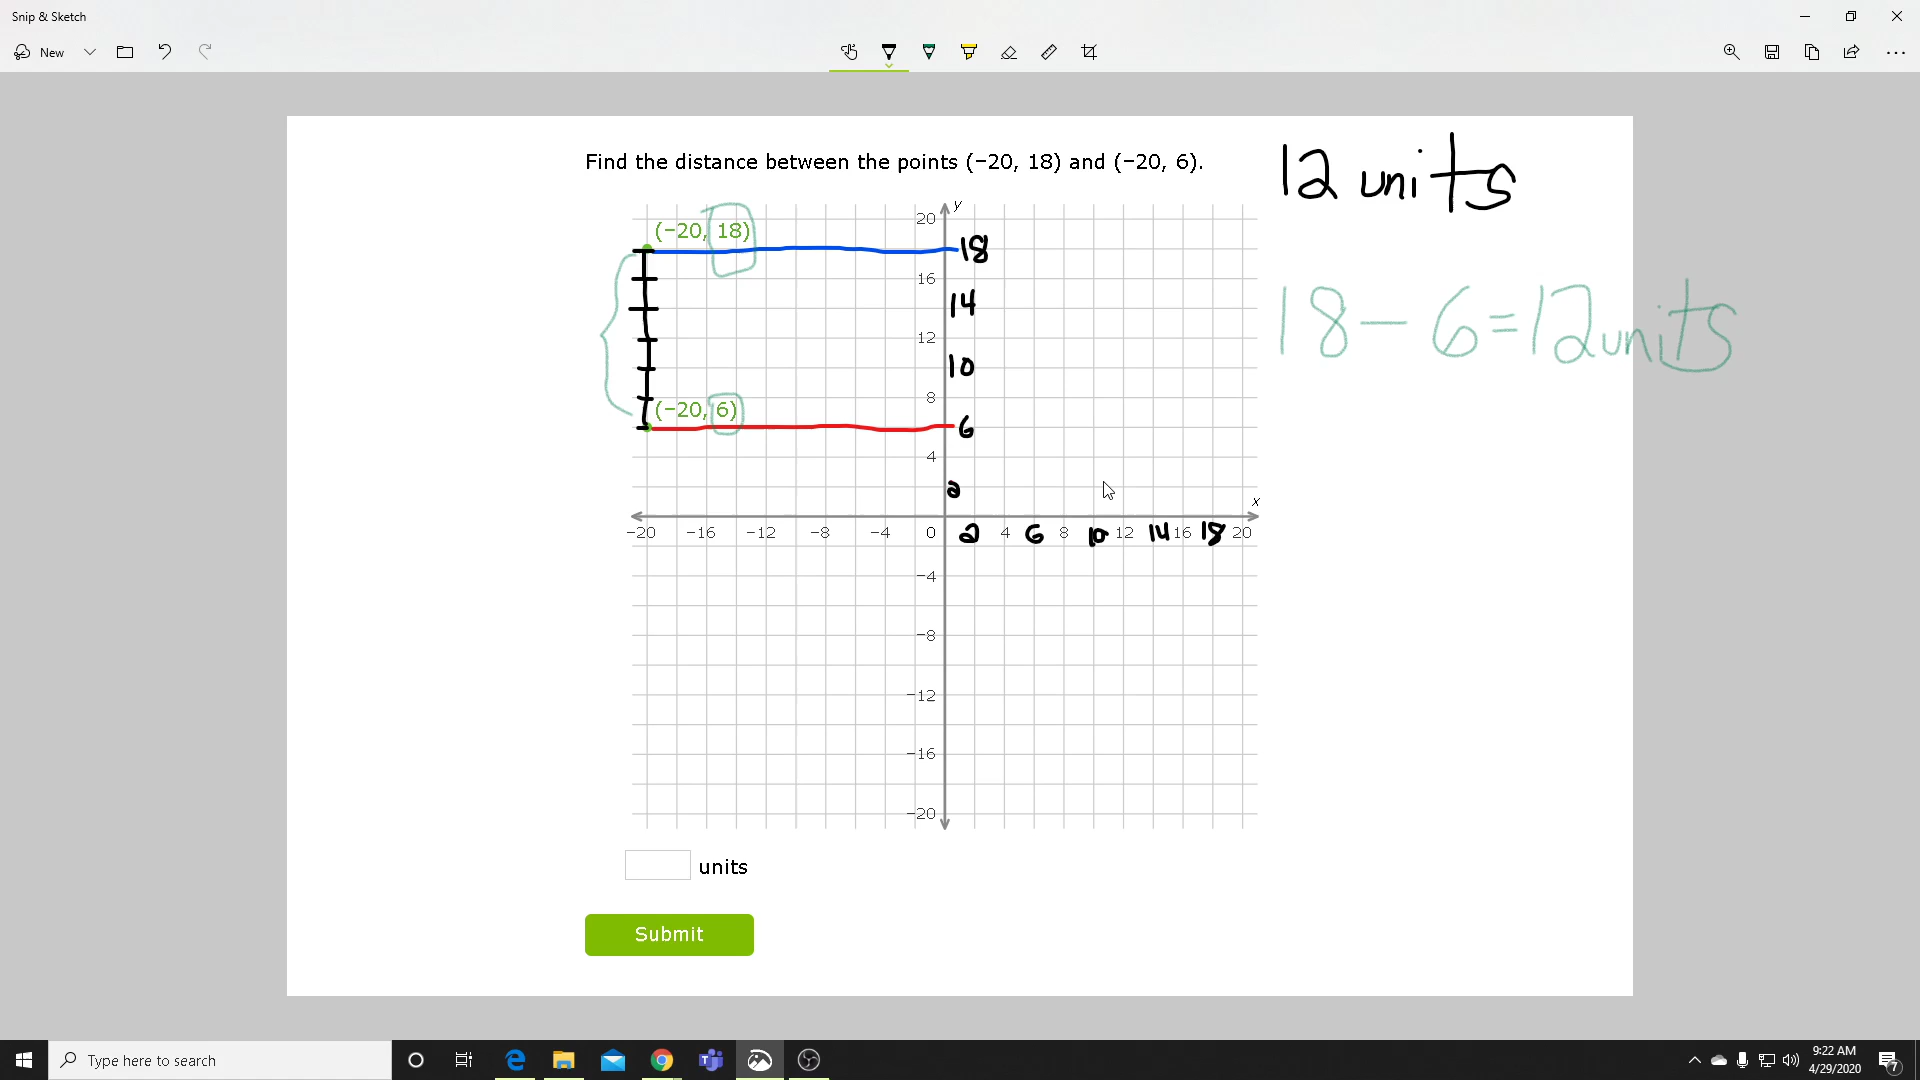 Snip & Sketch
New
Find the distance between the points (−20, 18) and (−20, 6).
12 units
18 − 6 = 12 units
y
20
(−20, 18)
18
16
14
12
10
8
(−20, 6)
6
4
2
x
−20 −16 −12 −8 −4 0 2 4 6 8 10 12 14 16 18 20
−4
−8
−12
−16
−20
units
Submit
Type here to search
9:22 AM
4/29/2020
7